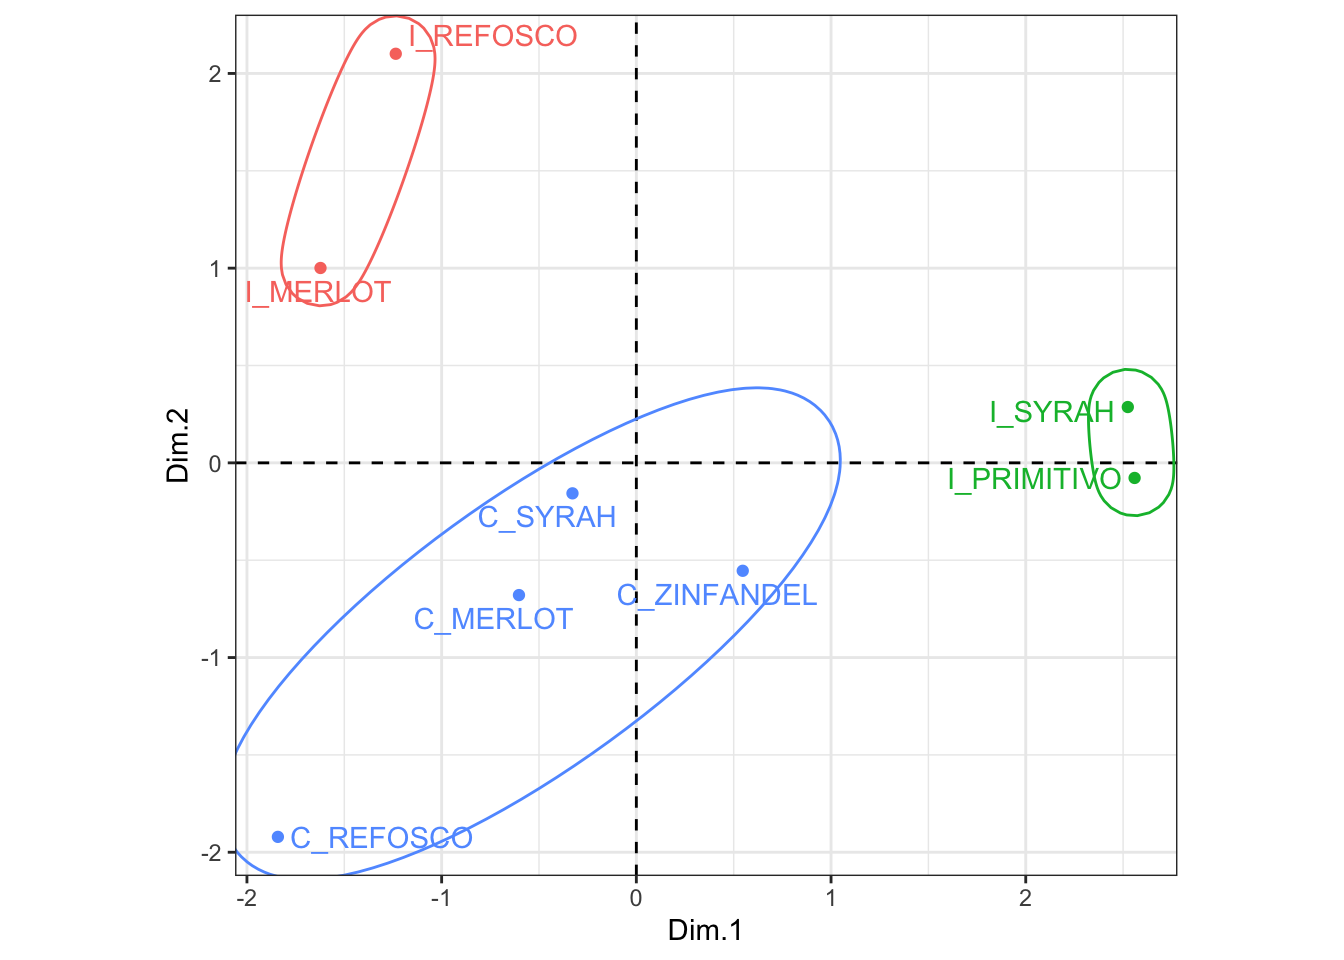 I_REFOSCO
2
1
I_MERLOT
I_SYRAH
0
I_PRIMITIVO
C_SYRAH
C_ZINFANDEL
C_MERLOT
-1
C_REFOSCO
-2
-2 -1 0 1 2
Dim.1
Dim.2